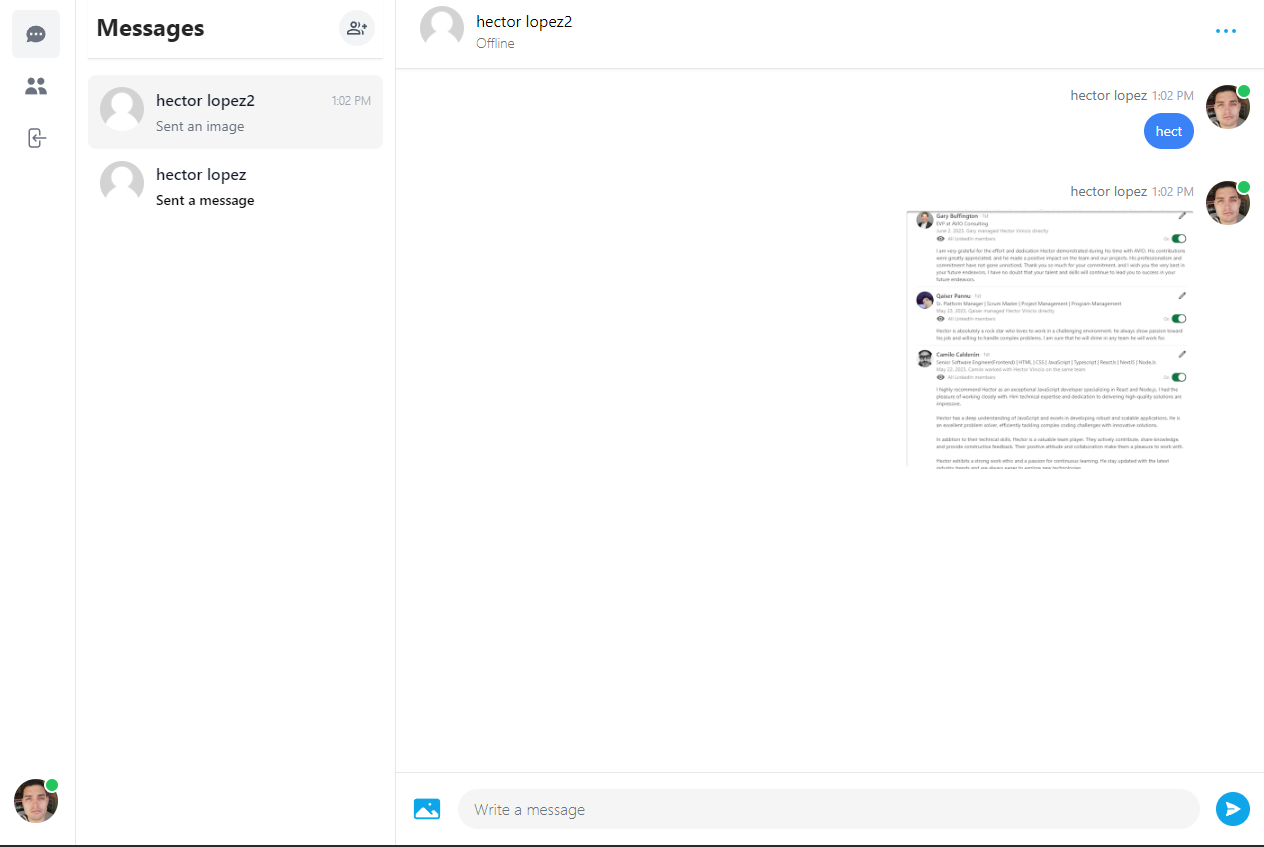 Messages
hector lopez2
1:02 PM
Sent an image
hector lopez
Sent a message
hector lopez2
Offline
hector lopez 1:02 PM
hect
hector lopez 1:02 PM
Gary Buffington · 1st
EVP at AVIO Consulting
June 2, 2023, Gary managed Hector Vinicio directly
All LinkedIn members
On
I am very grateful for the effort and dedication Hector demonstrated during his time with AVIO. His contributions
were greatly appreciated, and he made a positive impact on the team and our projects. His professionalism and
commitment have not gone unnoticed. Thank you so much for your commitment, and I wish you the very best in
your future endeavors. I have no doubt that your talent and skills will continue to lead you to success in your
future endeavors.
Qaiser Pannu · 1st
Sr. Platform Manager | Scrum Master | Project Management | Program Management
May 23, 2023, Qaiser managed Hector Vinicio directly
All LinkedIn members
On
Hector is absolutely a rock star who loves to work in a challenging environment. he always show passion toward
his job and willing to handle complex problems. I am sure that he will shine in any team he will work for.
Camilo Calderón · 1st
Senior Software Engineer(Frontend) | HTML | CSS | JavaScript | Typescript | ReactJs | NextJS | Node.js
May 22, 2023, Camilo worked with Hector Vinicio on the same team
All LinkedIn members
On
I highly recommend Hector as an exceptional JavaScript developer specializing in React and Node.js. I had the
pleasure of working closely with Him technical expertise and dedication to delivering high-quality solutions are
impressive.
Hector has a deep understanding of JavaScript and excels in developing robust and scalable applications. He is
an excellent problem solver, efficiently tackling complex coding challenges with innovative solutions.
In addition to their technical skills, Hector is a valuable team player. They actively contribute, share knowledge,
and provide constructive feedback. Their positive attitude and collaboration make them a pleasure to work with.
Hector exhibits a strong work ethic and a passion for continuous learning. He stay updated with the latest
industry trends and are always eager to explore new technologies.
Write a message